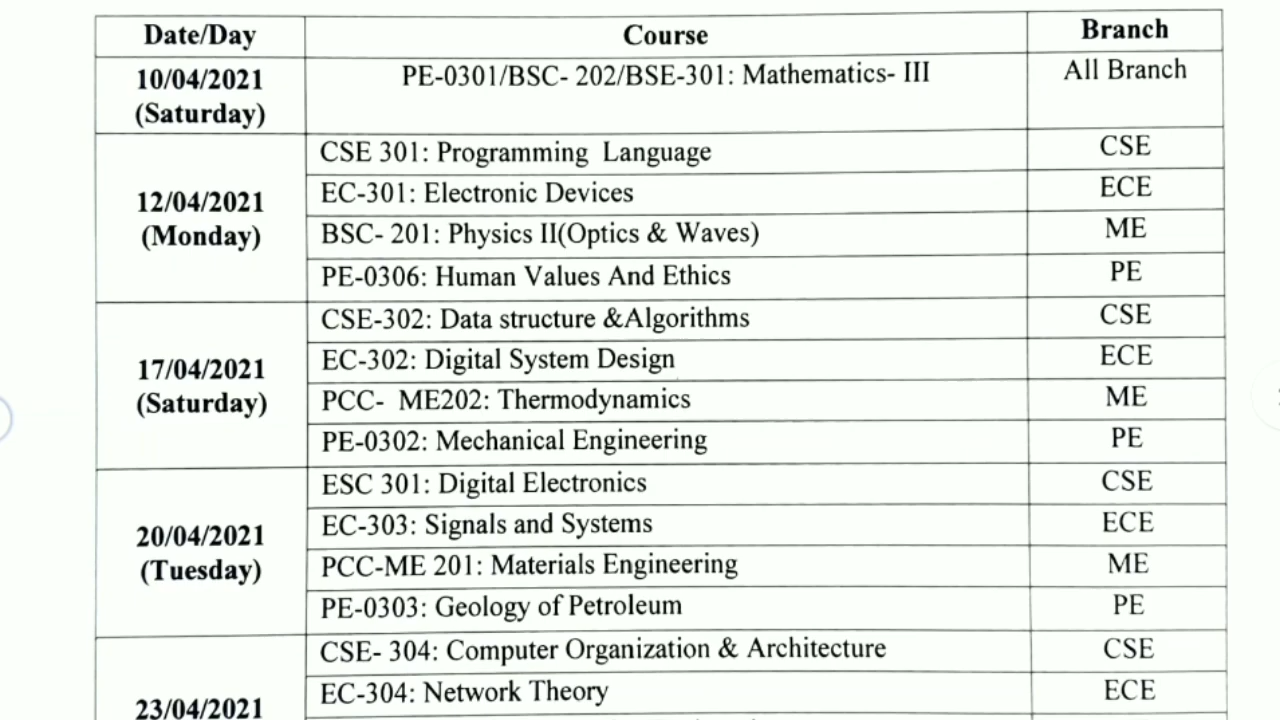 Date/Day Course Branch
10/04/2021
(Saturday)
PE-0301/BSC- 202/BSE-301: Mathematics- III All Branch
12/04/2021
(Monday)
CSE 301: Programming Language CSE
EC-301: Electronic Devices ECE
BSC- 201: Physics II(Optics & Waves) ME
PE-0306: Human Values And Ethics PE
17/04/2021
(Saturday)
CSE-302: Data structure &Algorithms CSE
EC-302: Digital System Design ECE
PCC- ME202: Thermodynamics ME
PE-0302: Mechanical Engineering PE
20/04/2021
(Tuesday)
ESC 301: Digital Electronics CSE
EC-303: Signals and Systems ECE
PCC-ME 201: Materials Engineering ME
PE-0303: Geology of Petroleum PE
23/04/2021
CSE- 304: Computer Organization & Architecture CSE
EC-304: Network Theory ECE